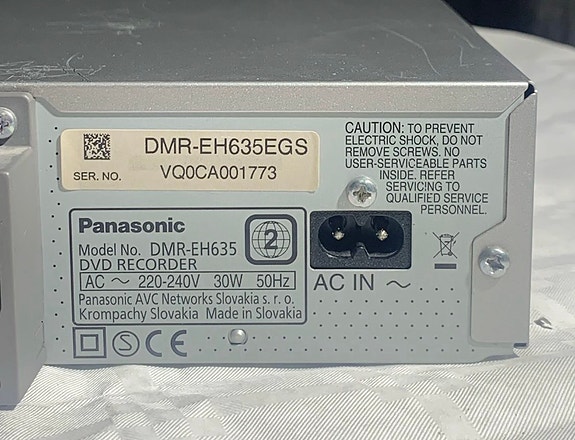 DMR-EH635EGS
SER. NO. VQ0CA001773
CAUTION: TO PREVENT
ELECTRIC SHOCK, DO NOT
REMOVE SCREWS. NO
USER-SERVICEABLE PARTS
INSIDE. REFER
SERVICING TO
QUALIFIED SERVICE
PERSONNEL.
Panasonic
Model No. DMR-EH635
DVD RECORDER
2
AC ～ 220-240V 30W 50Hz
Panasonic AVC Networks Slovakia s. r. o.
Krompachy Slovakia Made in Slovakia
AC IN ～
S CE